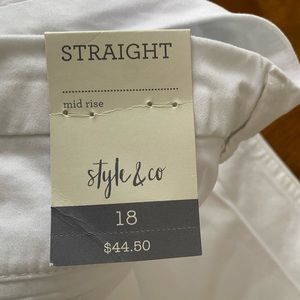 STRAIGHT
mid rise
style & co
18
$44.50